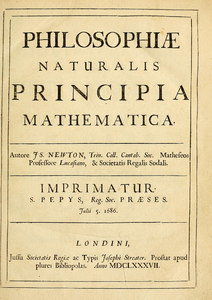 PHILOSOPHIÆ
NATURALIS
PRINCIPIA
MATHEMATICA.
Autore JS. NEWTON, Trin. Coll. Cantab. Soc. Matheseos
Professore Lucasiano, & Societatis Regalis Sodali.
IMPRIMATUR.
S. PEPYS, Reg. Soc. PRÆSES.
Julii 5. 1686.
LONDINI,
Jussu Societatis Regiæ ac Typis Josephi Streater. Prostat apud
plures Bibliopolas. Anno MDCLXXXVII.